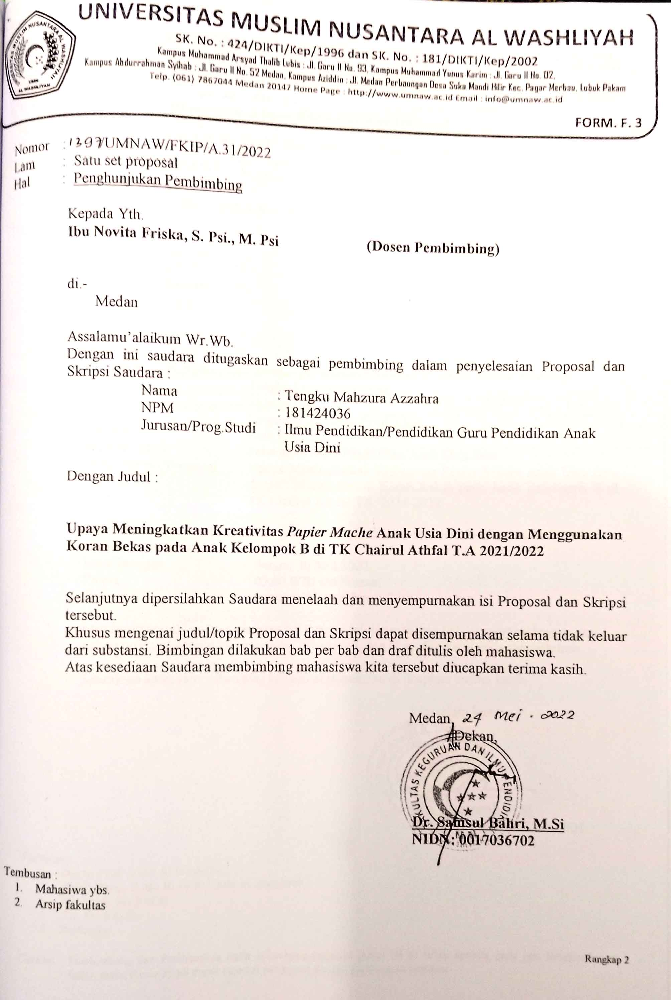 UNIVERSITAS MUSLIM NUSANTARA AL WASHLIYAH
SK. No. : 424/DIKTI/Kep/1996 dan SK. No. : 181/DIKTI/Kep/2002
Kampus Muhammad Arsyad Thalib Lubis : Jl. Garu II No. 93, Kampus Muhammad Yunus Karim : Jl. Garu II No. 02,
Kampus Abdurrahman Syihab : Jl. Garu II No. 52 Medan, Kampus Aziddin : Jl. Medan Perbaungan Desa Suka Mandi Hilir Kec. Pagar Merbau, Lubuk Pakam
Telp. (061) 7867044 Medan 20147 Home Page : http://www.umnaw.ac.id Email : info@umnaw.ac.id
UMN
AL WASHLIYAH
FORM. F. 3
Nomor : 1397/UMNAW/FKIP/A.31/2022
Lam : Satu set proposal
Hal : Penghunjukan Pembimbing
Kepada Yth.
Ibu Novita Friska, S. Psi., M. Psi (Dosen Pembimbing)
di.-
Medan
Assalamu'alaikum Wr.Wb.
Dengan ini saudara ditugaskan sebagai pembimbing dalam penyelesaian Proposal dan
Skripsi Saudara :
Nama : Tengku Mahzura Azzahra
NPM : 181424036
Jurusan/Prog.Studi : Ilmu Pendidikan/Pendidikan Guru Pendidikan Anak
Usia Dini
Dengan Judul :
Upaya Meningkatkan Kreativitas Papier Mache Anak Usia Dini dengan Menggunakan
Koran Bekas pada Anak Kelompok B di TK Chairul Athfal T.A 2021/2022
Selanjutnya dipersilahkan Saudara menelaah dan menyempurnakan isi Proposal dan Skripsi
tersebut.
Khusus mengenai judul/topik Proposal dan Skripsi dapat disempurnakan selama tidak keluar
dari substansi. Bimbingan dilakukan bab per bab dan draf ditulis oleh mahasiswa.
Atas kesediaan Saudara membimbing mahasiswa kita tersebut diucapkan terima kasih.
Medan, 24 Mei . 2022
Dekan,
KEGURUAN DAN ILMU
Dr. Samsul Bahri, M.Si
NIDN: 0017036702
Tembusan :
1. Mahasiwa ybs.
2. Arsip fakultas
Rangkap 2